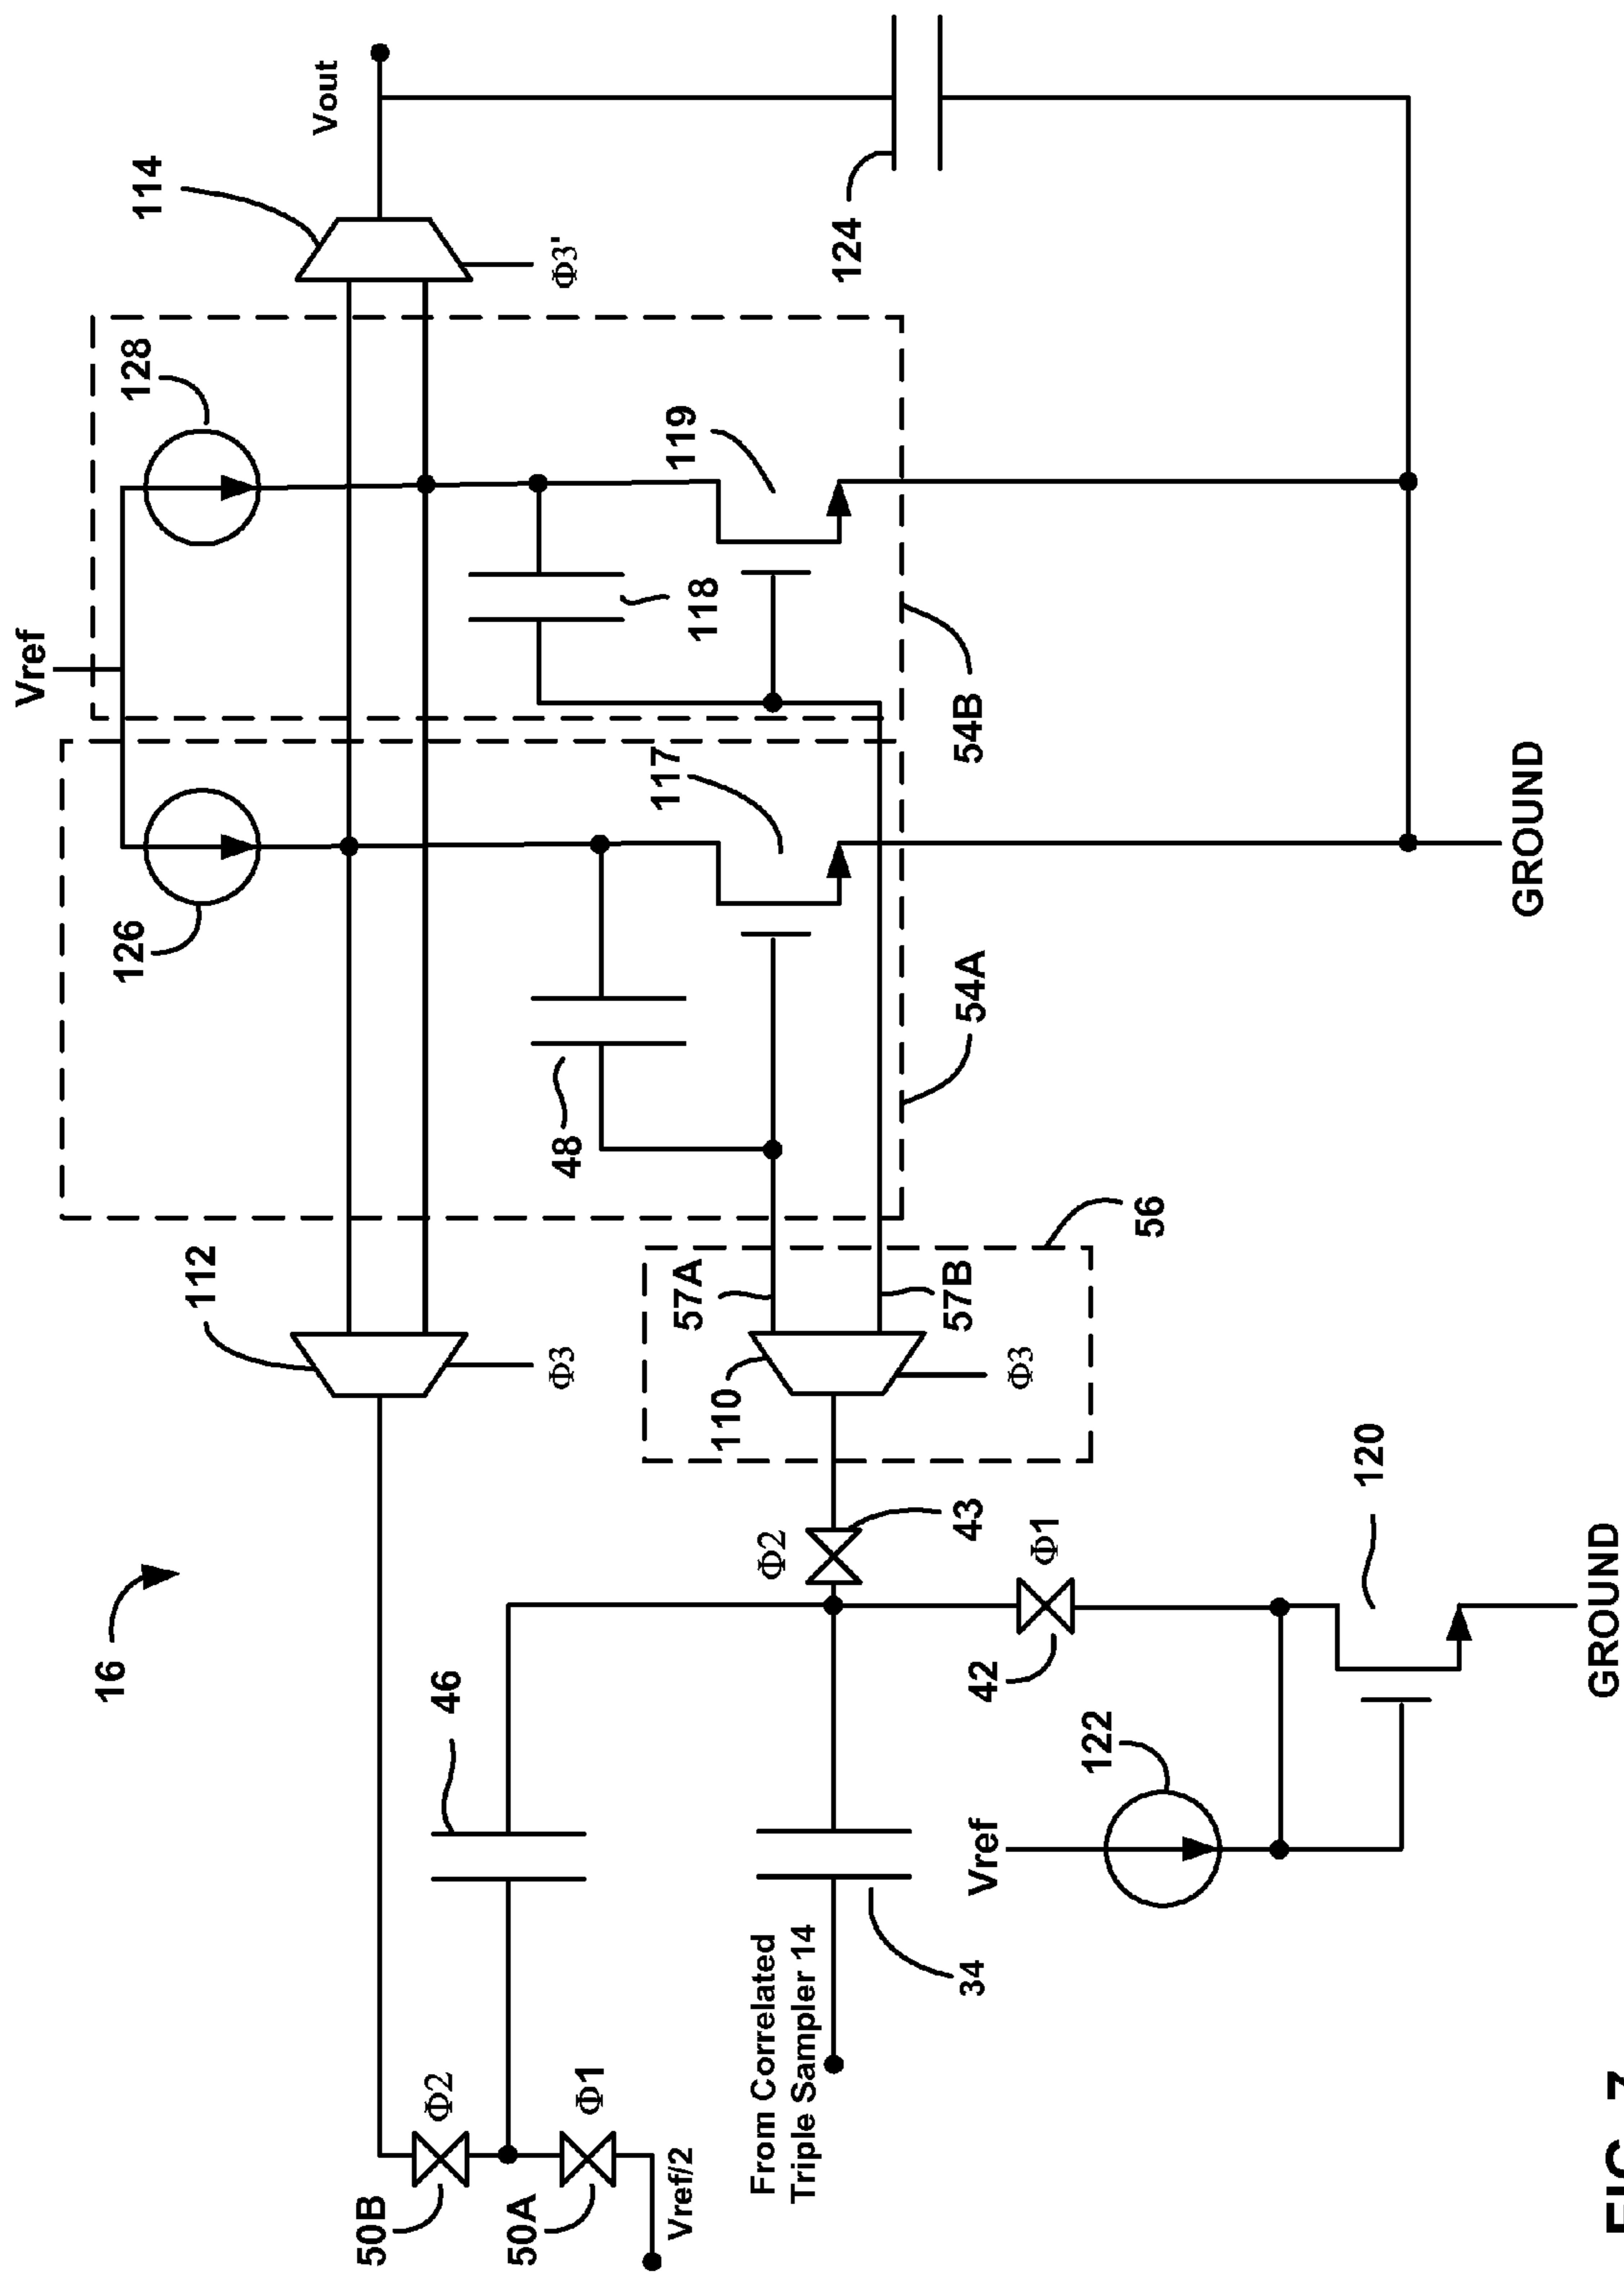 Vref
16
126
128
114
112
Vout
50B
Φ2
46
50A
Φ3
48
Φ3'
Φ1
Vref/2
57A
117
119
118
110
From Correlated
Triple Sampler 14
Φ2
124
34
43
57B
54A
54B
Vref
42
Φ3
Φ1
122
56
120
GROUND
GROUND